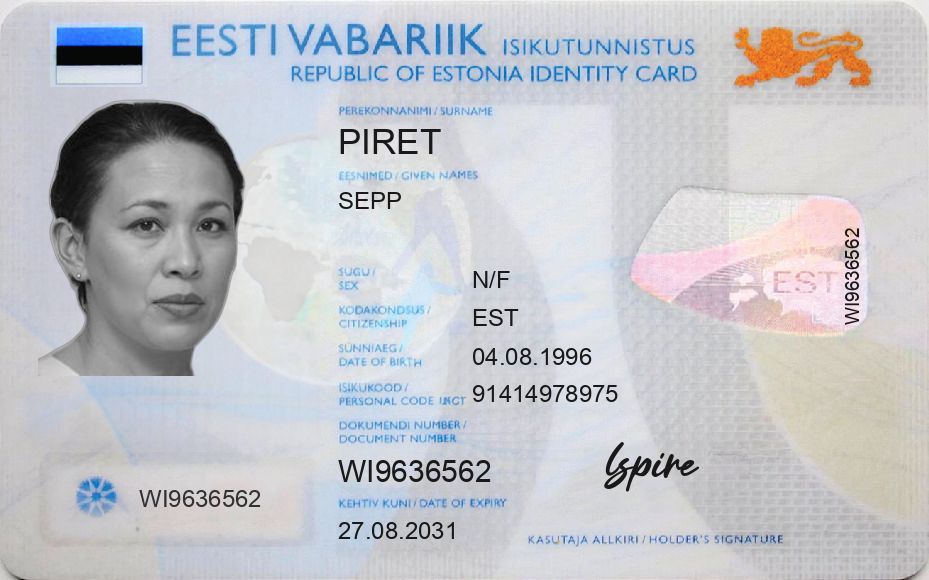 EESTI VABARIIK ISIKUTUNNISTUS
REPUBLIC OF ESTONIA IDENTITY CARD
PEREKONNANIMI / SURNAME
PIRET
EESNIMED / GIVEN NAMES
SEPP
SUGU /
SEX
N/F
KODAKONDSUS /
CITIZENSHIP
EST
SÜNNIAEG /
DATE OF BIRTH
04.08.1996
ISIKUKOOD /
PERSONAL CODE
91414978975
DOKUMENDI NUMBER /
DOCUMENT NUMBER
WI9636562
KEHTIV KUNI / DATE OF EXPIRY
27.08.2031
WI9636562
EST
WI9636562
Ispire
KASUTAJA ALLKIRI / HOLDER'S SIGNATURE